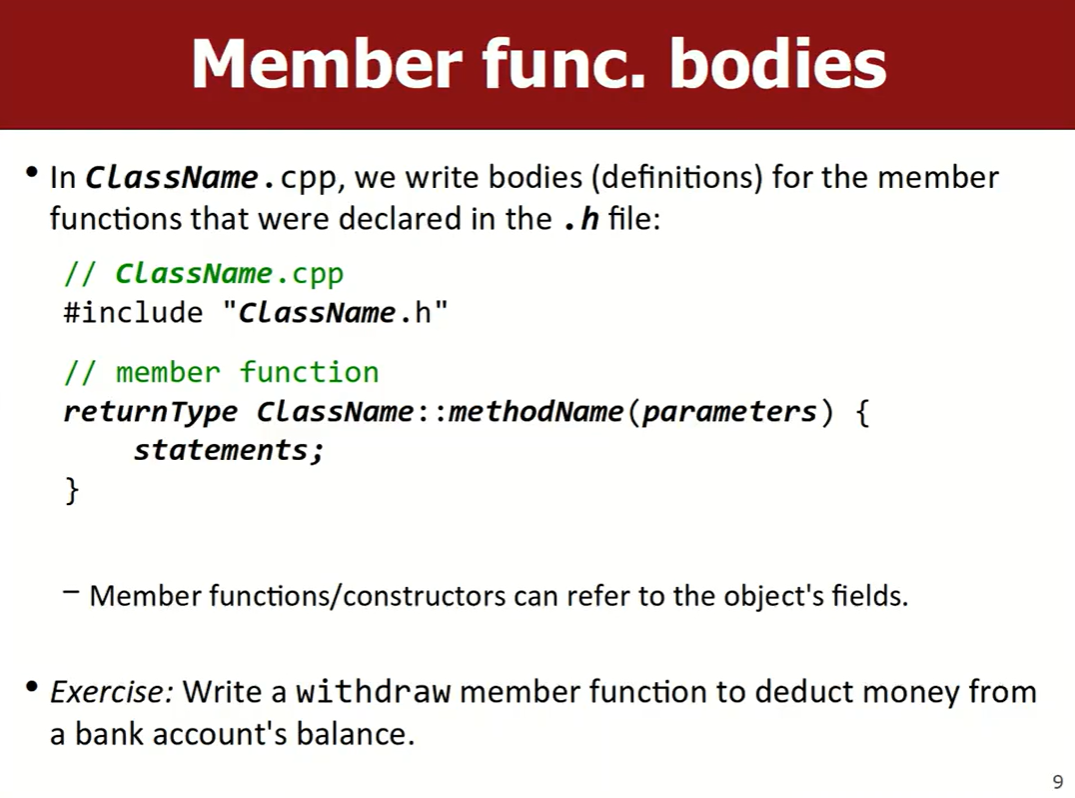 Member func. bodies
• In ClassName.cpp, we write bodies (definitions) for the member
functions that were declared in the .h file:
// ClassName.cpp
#include "ClassName.h"
// member function
returnType ClassName::methodName(parameters) {
    statements;
}
– Member functions/constructors can refer to the object's fields.
• Exercise: Write a withdraw member function to deduct money from
a bank account's balance.
9